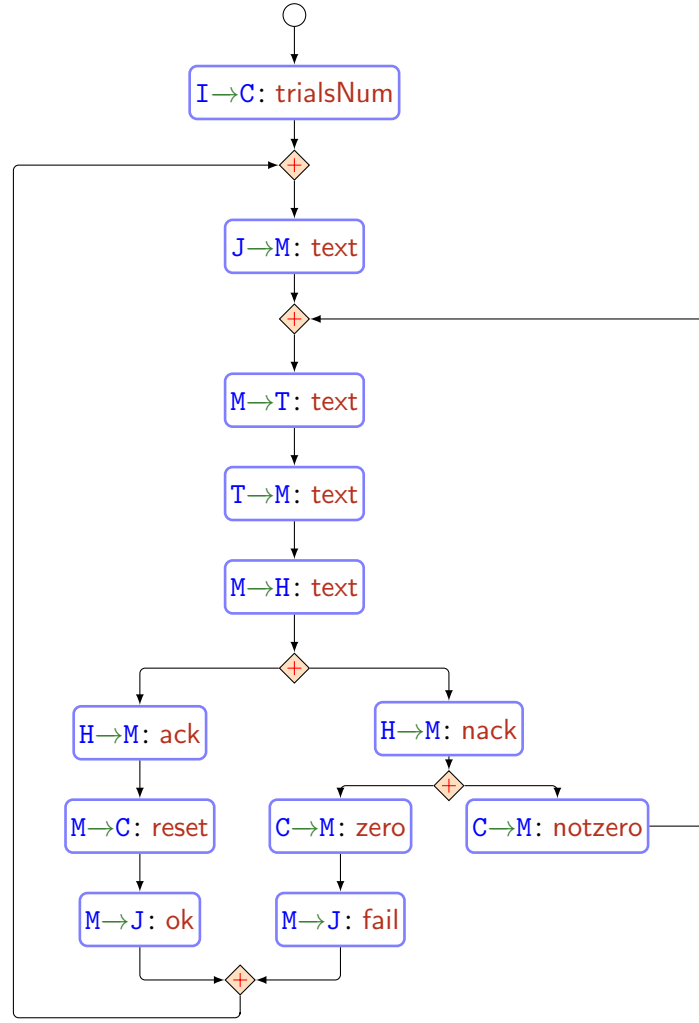 I→C: trialsNum
+
J→M: text
+
M→T: text
T→M: text
M→H: text
+
H→M: ack
H→M: nack
+
M→C: reset
C→M: zero
C→M: notzero
M→J: ok
M→J: fail
+